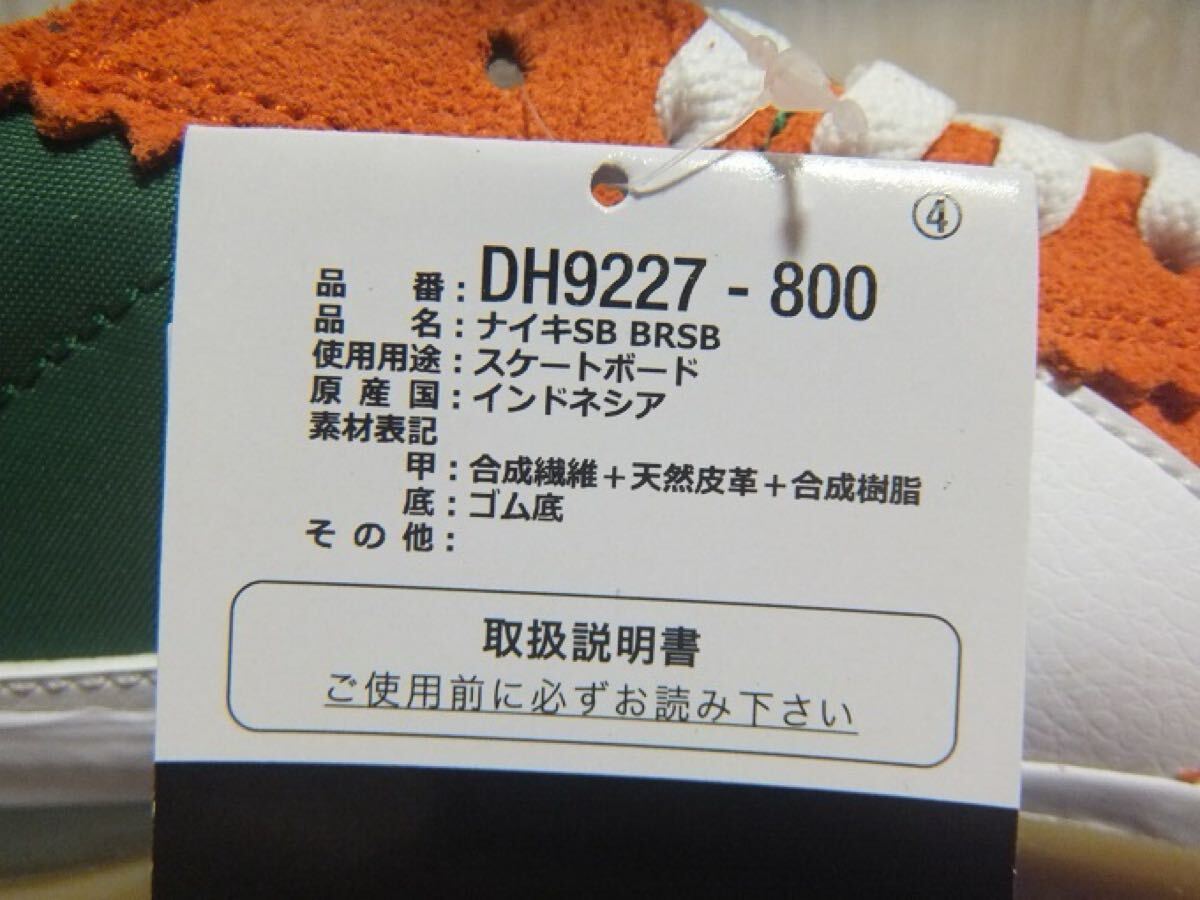 ④
品番:DH9227-800
品名:ナイキSB BRSB
使用用途:スケートボード
原産国:インドネシア
素材表記
甲:合成繊維+天然皮革+合成樹脂
底:ゴム底
その他:
取扱説明書
ご使用前に必ずお読み下さい